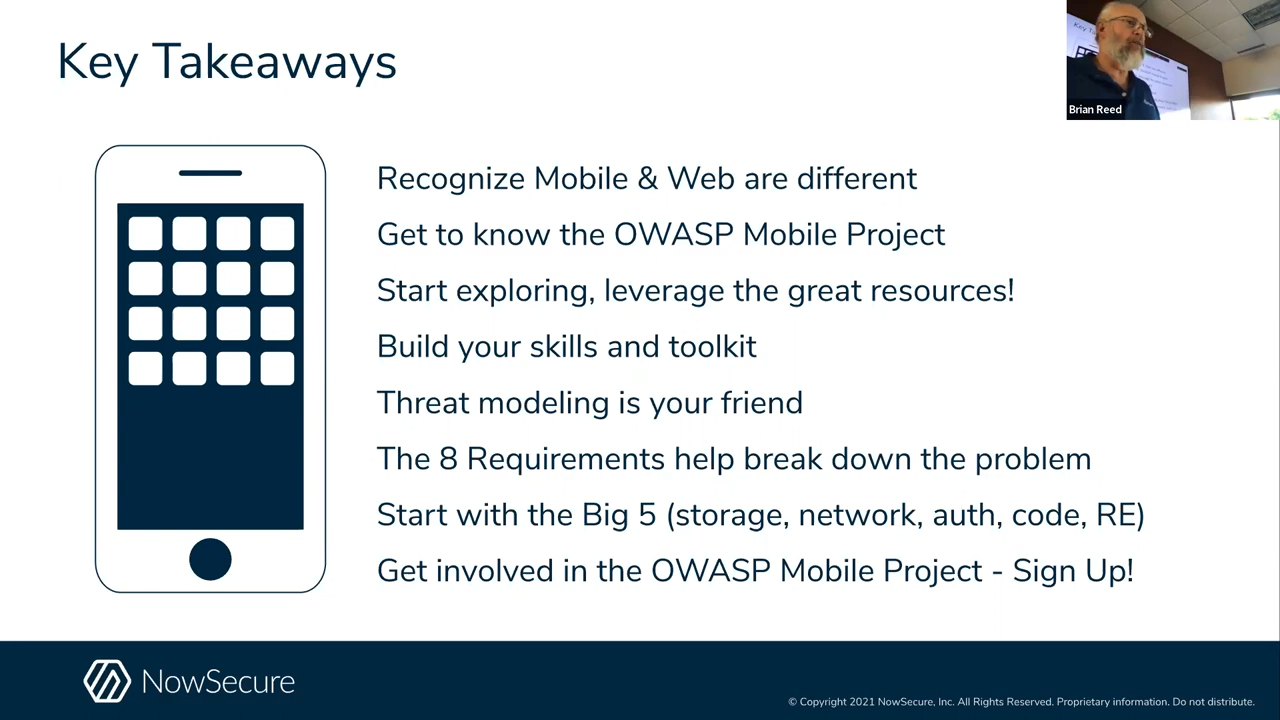 Key Takeaways
Brian Reed
Recognize Mobile & Web are different
Get to know the OWASP Mobile Project
Start exploring, leverage the great resources!
Build your skills and toolkit
Threat modeling is your friend
The 8 Requirements help break down the problem
Start with the Big 5 (storage, network, auth, code, RE)
Get involved in the OWASP Mobile Project - Sign Up!
NowSecure
© Copyright 2021 NowSecure, Inc. All Rights Reserved. Proprietary information. Do not distribute.